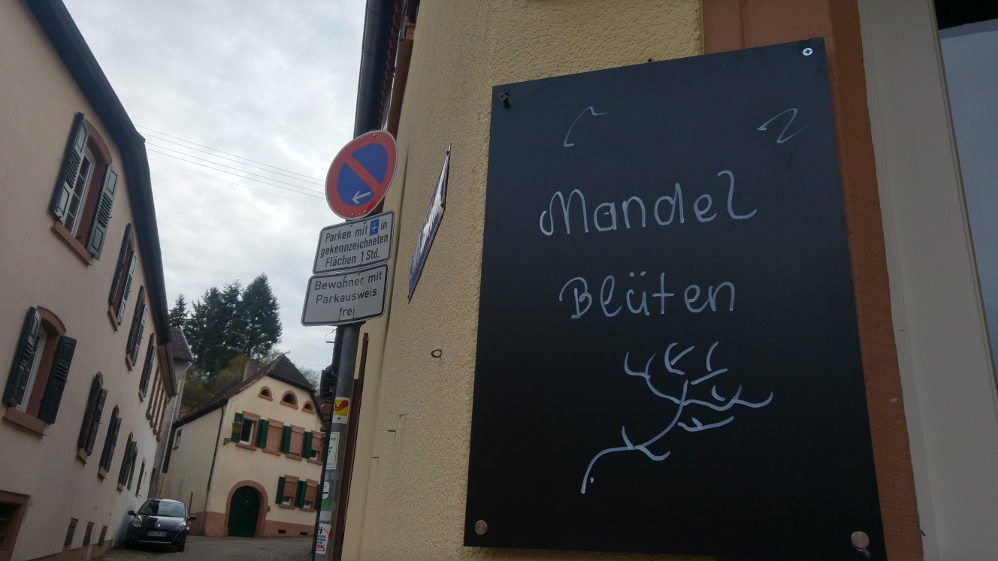 Parken mit in
gekennzeichneten
Flächen 1 Std.
Bewohner mit
Parkausweis
frei
Mandel
Blüten